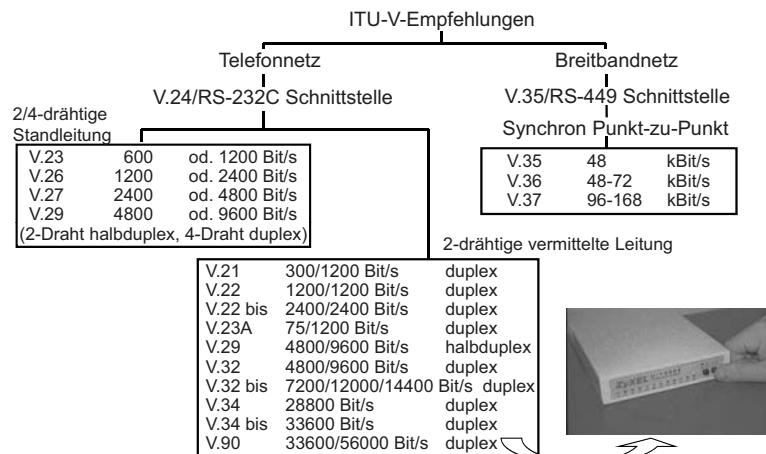 ITU-V-Empfehlungen
Telefonnetz
Breitbandnetz
V.24/RS-232C Schnittstelle
V.35/RS-449 Schnittstelle
Synchron Punkt-zu-Punkt
2/4-drähtige
Standleitung
V.23 600 od. 1200 Bit/s
V.26 1200 od. 2400 Bit/s
V.27 2400 od. 4800 Bit/s
V.29 4800 od. 9600 Bit/s
(2-Draht halbduplex, 4-Draht duplex)
V.35 48 kBit/s
V.36 48-72 kBit/s
V.37 96-168 kBit/s
2-drähtige vermittelte Leitung
V.21 300/1200 Bit/s duplex
V.22 1200/1200 Bit/s duplex
V.22 bis 2400/2400 Bit/s duplex
V.23A 75/1200 Bit/s duplex
V.29 4800/9600 Bit/s halbduplex
V.32 4800/9600 Bit/s duplex
V.32 bis 7200/12000/14400 Bit/s duplex
V.34 28800 Bit/s duplex
V.34 bis 33600 Bit/s duplex
V.90 33600/56000 Bit/s duplex
ZyXEL